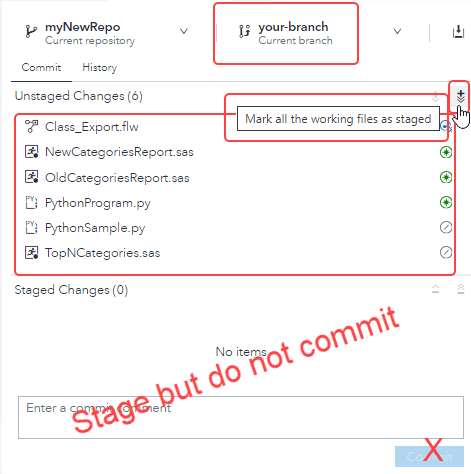 myNewRepo
Current repository
your-branch
Current branch
Commit
History
Unstaged Changes (6)
Mark all the working files as staged
Class_Export.flw
NewCategoriesReport.sas
OldCategoriesReport.sas
PythonProgram.py
PythonSample.py
TopNCategories.sas
Staged Changes (0)
No items
Stage but do not commit
Enter a commit comment
X
Commit